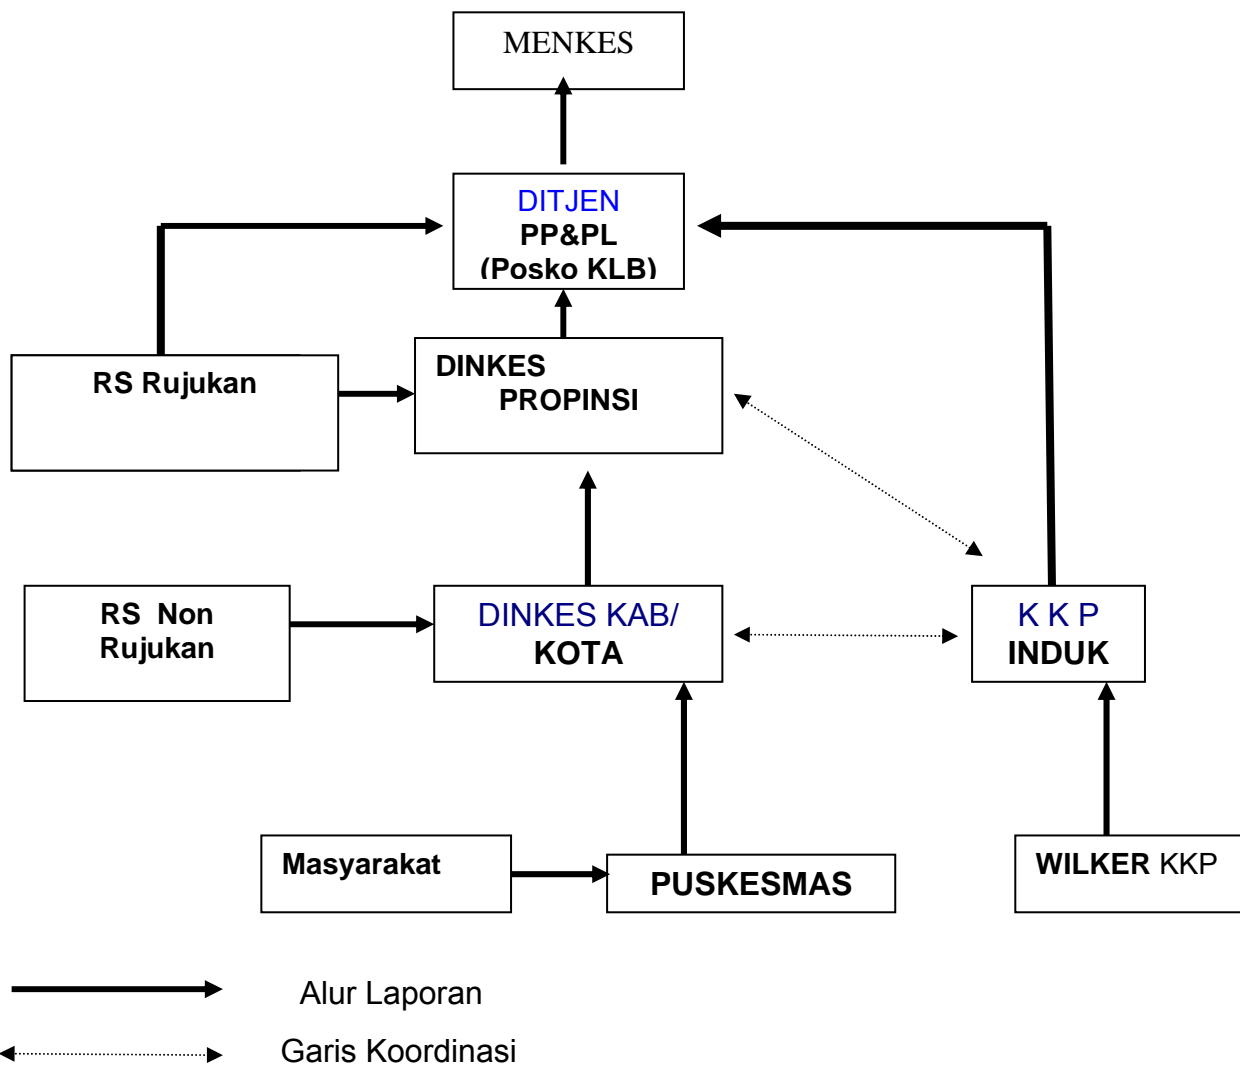 MENKES
DITJEN
PP&PL
(Posko KLB)
RS Rujukan
DINKES
PROPINSI
RS Non
Rujukan
DINKES KAB/
KOTA
K K P
INDUK
Masyarakat
PUSKESMAS
WILKER KKP
Alur Laporan
Garis Koordinasi